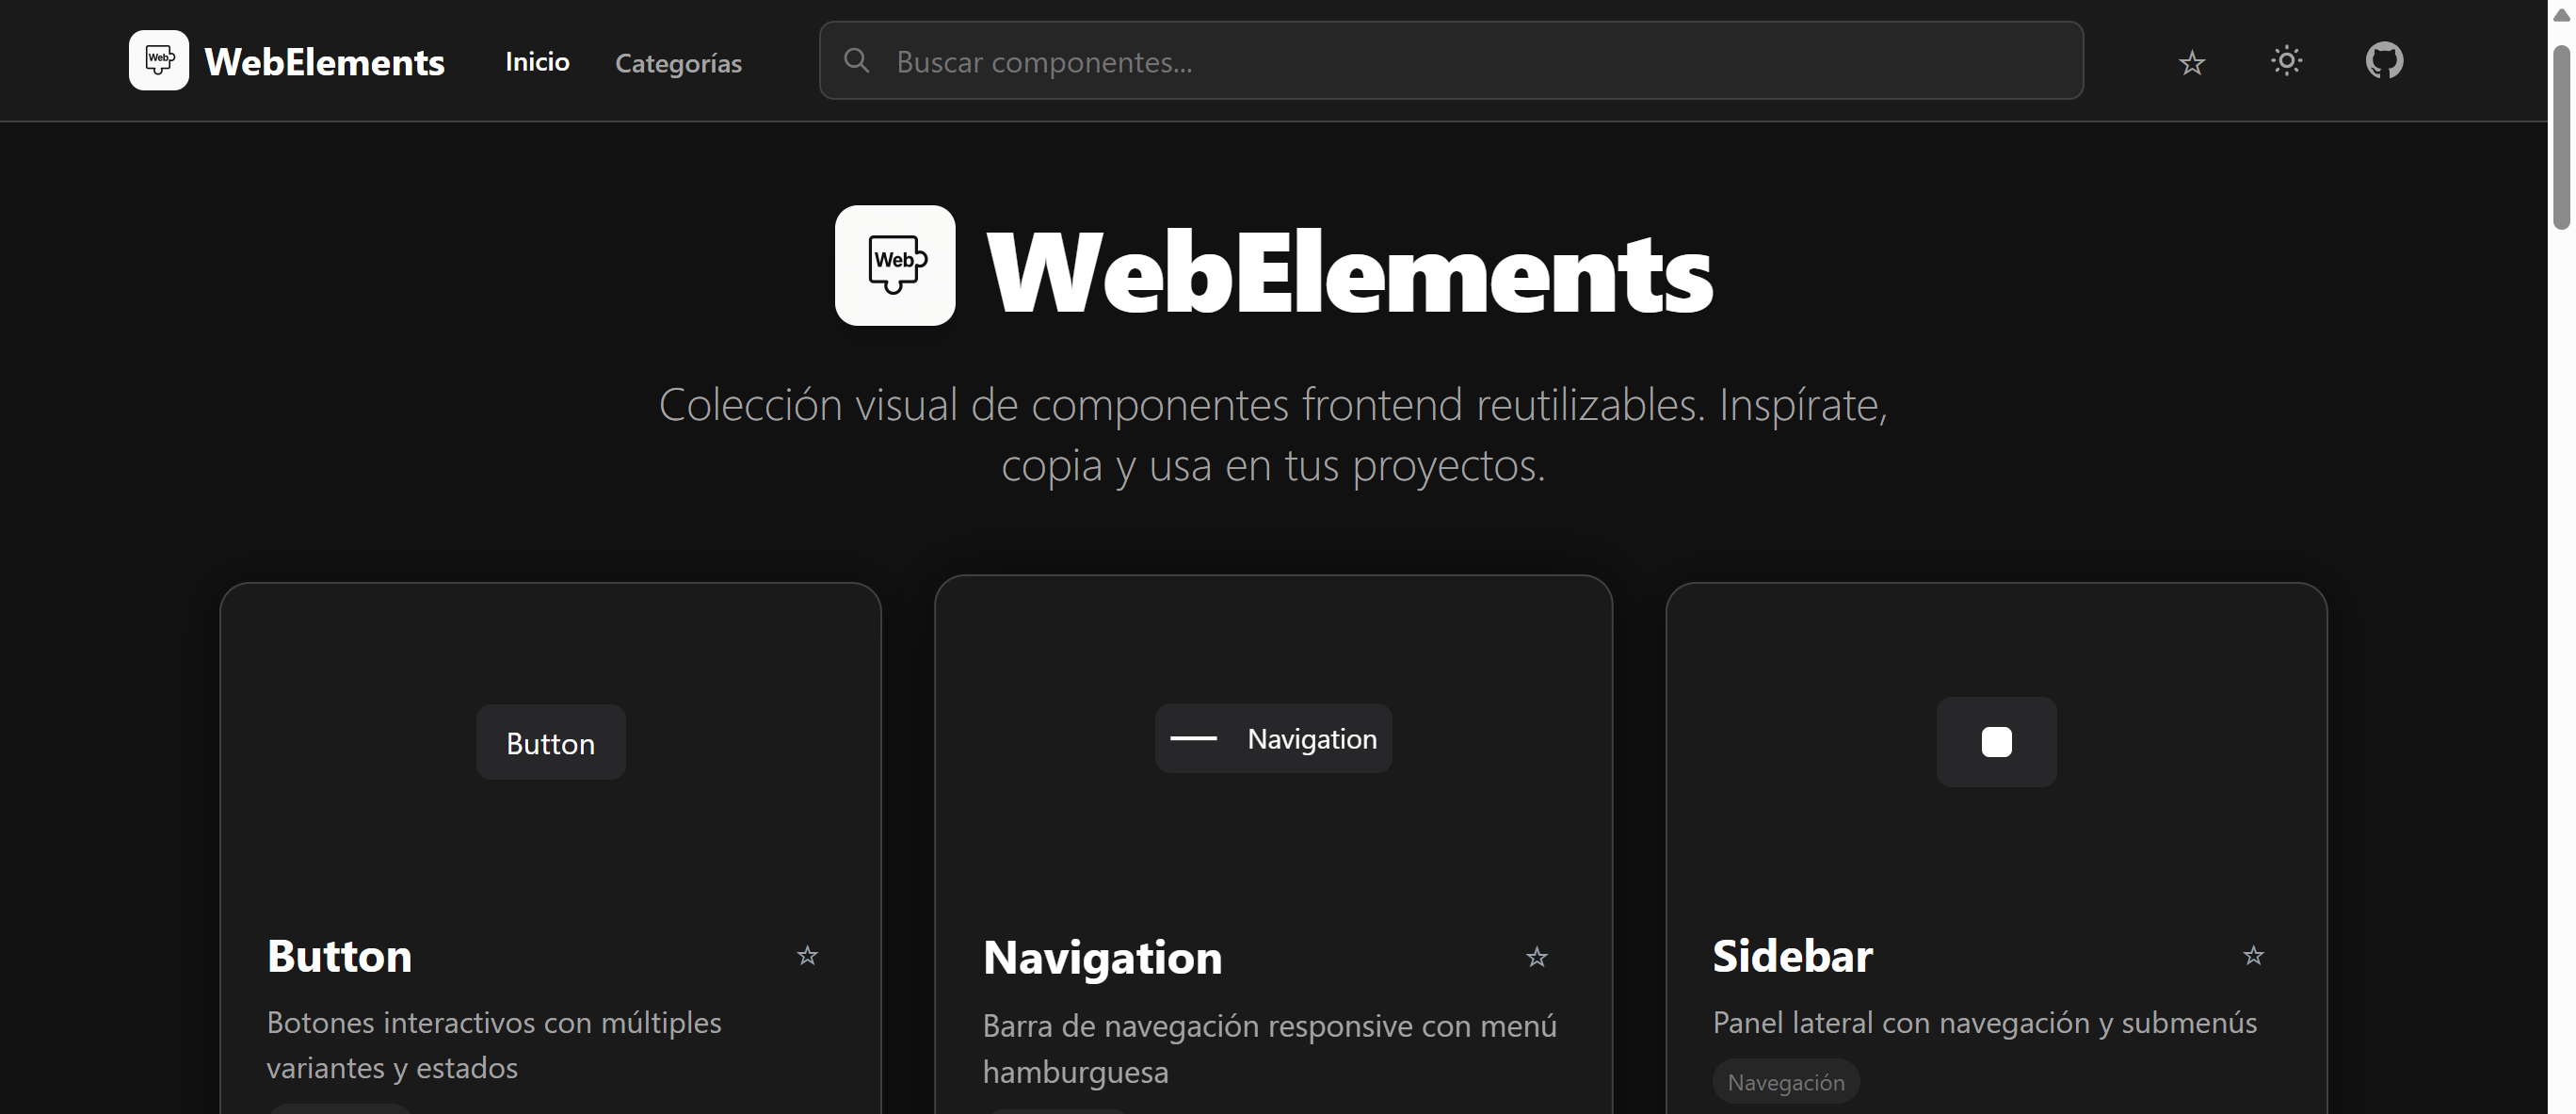 Web
WebElements
Inicio
Categorías
Buscar componentes...
Web
WebElements
Colección visual de componentes frontend reutilizables. Inspírate,
copia y usa en tus proyectos.
Button
Navigation
Button
Botones interactivos con múltiples
variantes y estados
Navigation
Barra de navegación responsive con menú
hamburguesa
Sidebar
Panel lateral con navegación y submenús
Navegación